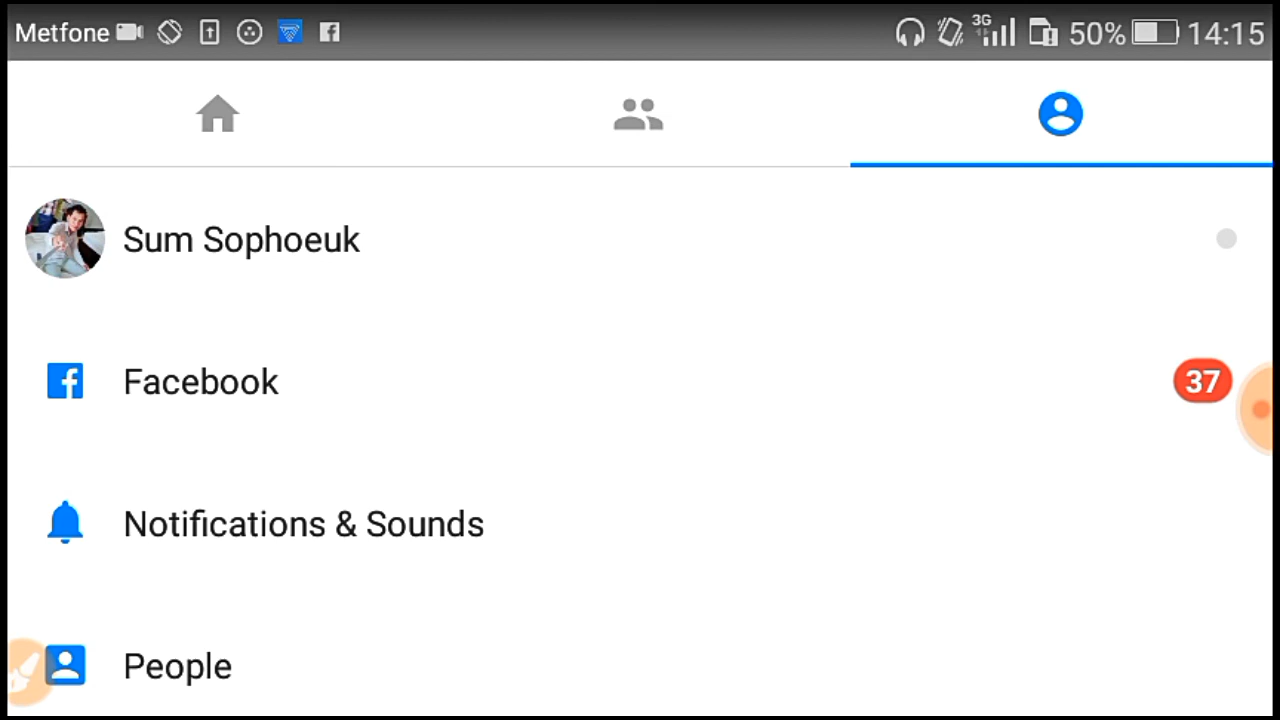 Metfone 3G 50% 14:15
Sum Sophoeuk
Facebook 37
Notifications & Sounds
People